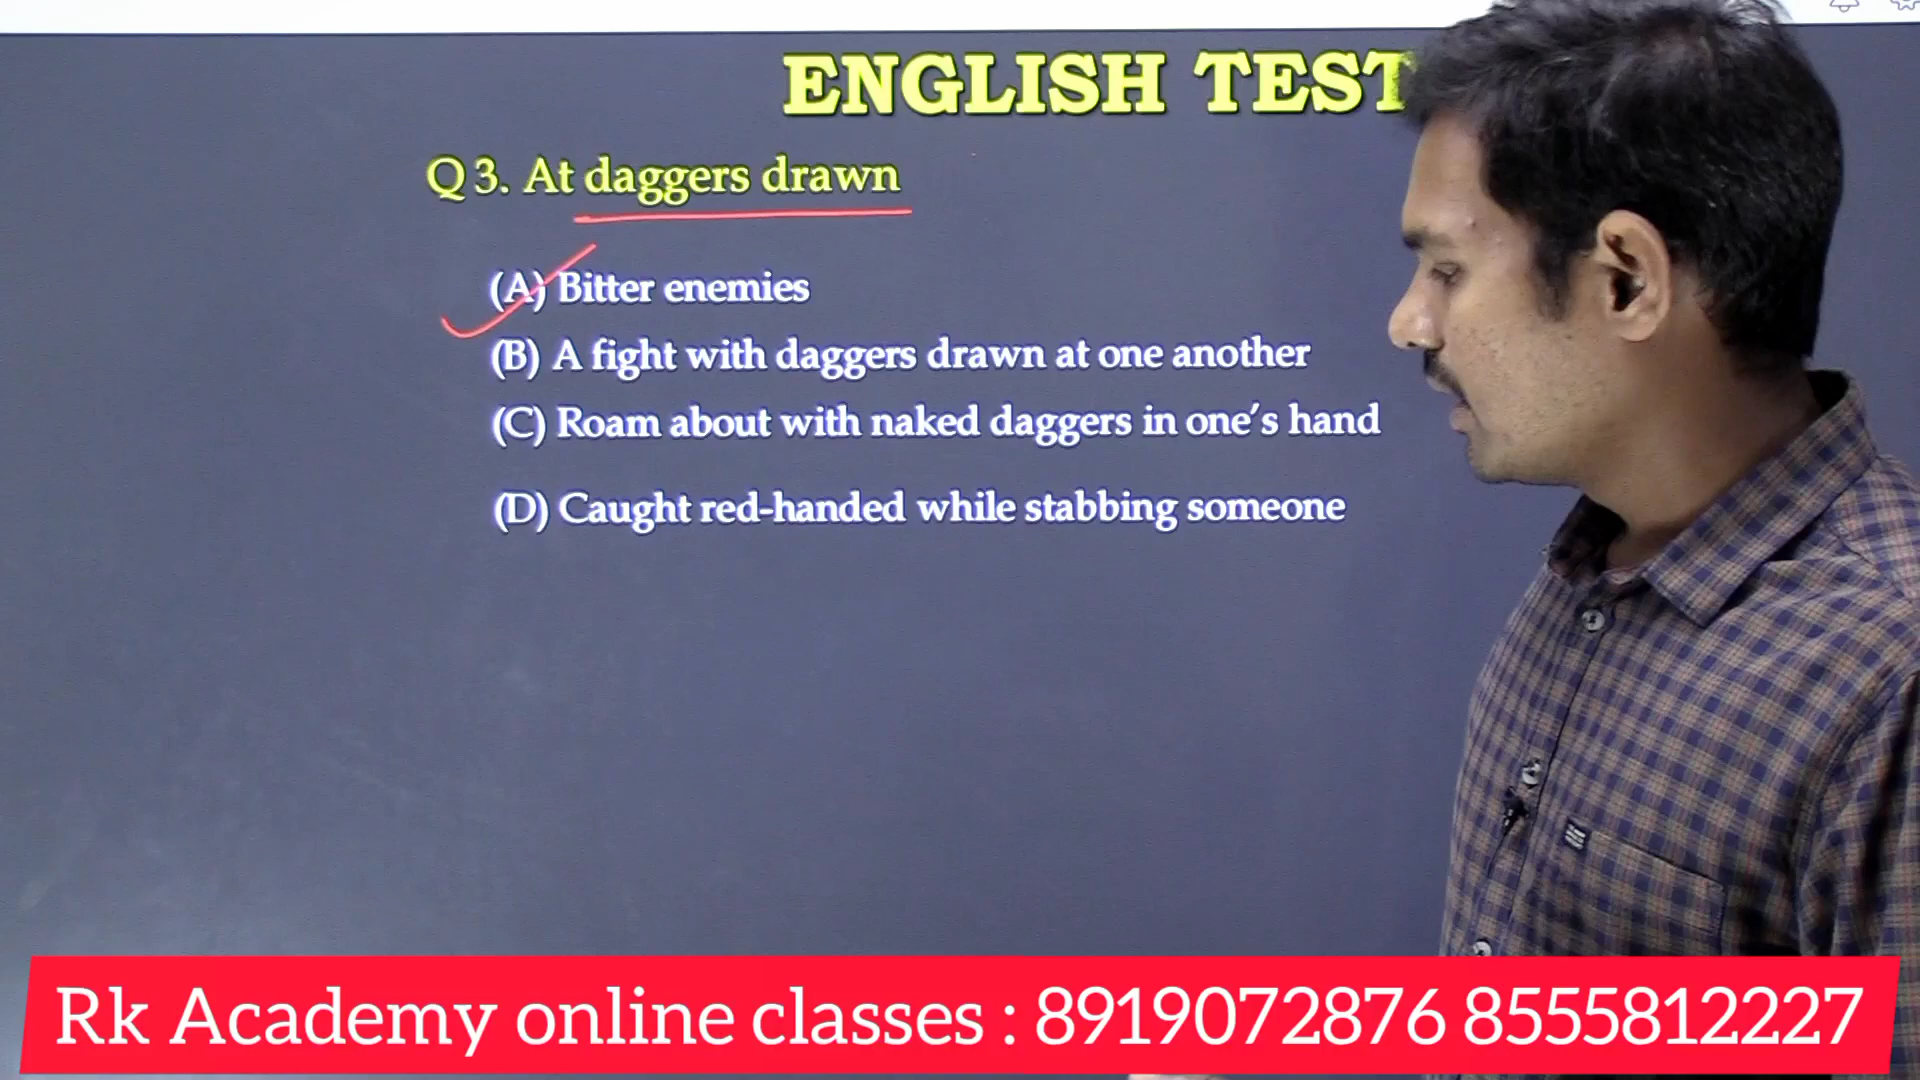 ENGLISH TEST
Q 3. At daggers drawn
(A) Bitter enemies
(B) A fight with daggers drawn at one another
(C) Roam about with naked daggers in one's hand
(D) Caught red-handed while stabbing someone
Rk Academy online classes : 8919072876 8555812227